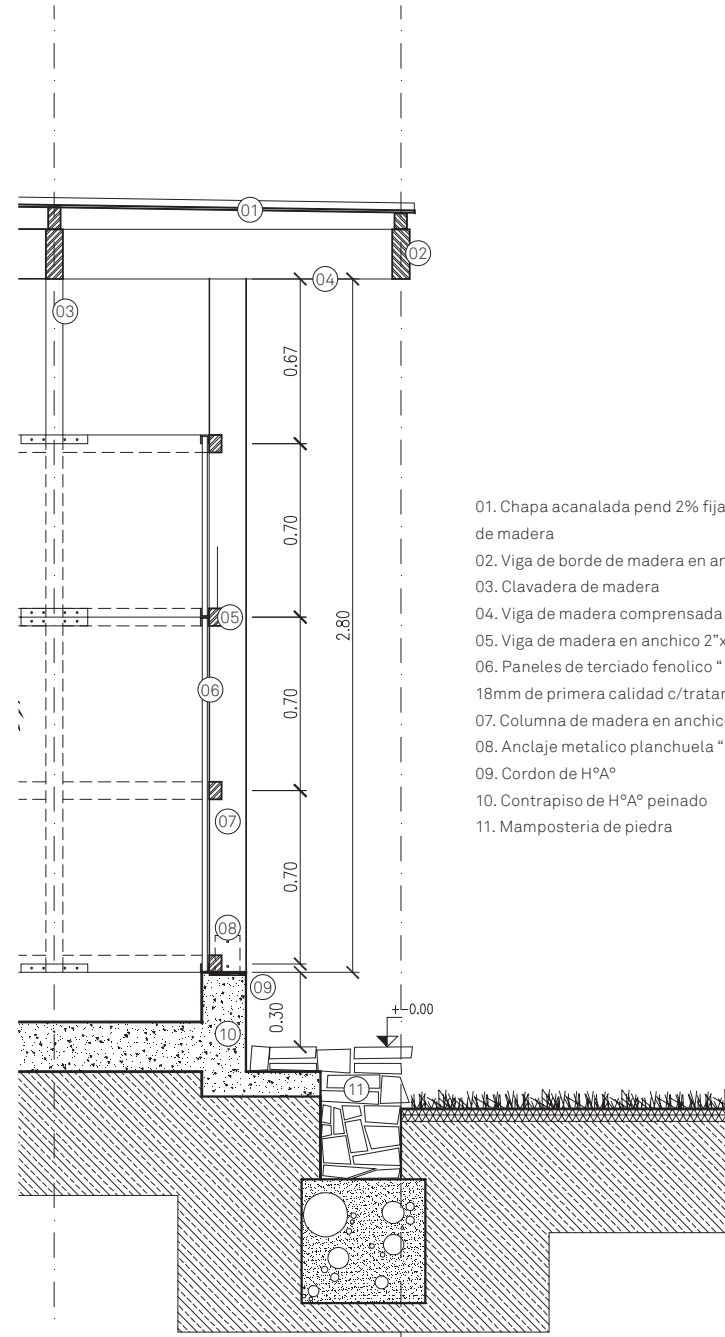 01
02
04
03
0.67
0.70
05
2.80
06
0.70
07
0.70
08
09
0.30
10
+-0.00
11
01. Chapa acanalada pend 2% fija
de madera
02. Viga de borde de madera en an
03. Clavadera de madera
04. Viga de madera comprensada
05. Viga de madera en anchico 2"x
06. Paneles de terciado fenolico "
18mm de primera calidad c/tratar
07. Columna de madera en anchico
08. Anclaje metalico planchuela "
09. Cordon de H°A°
10. Contrapiso de H°A° peinado
11. Mamposteria de piedra